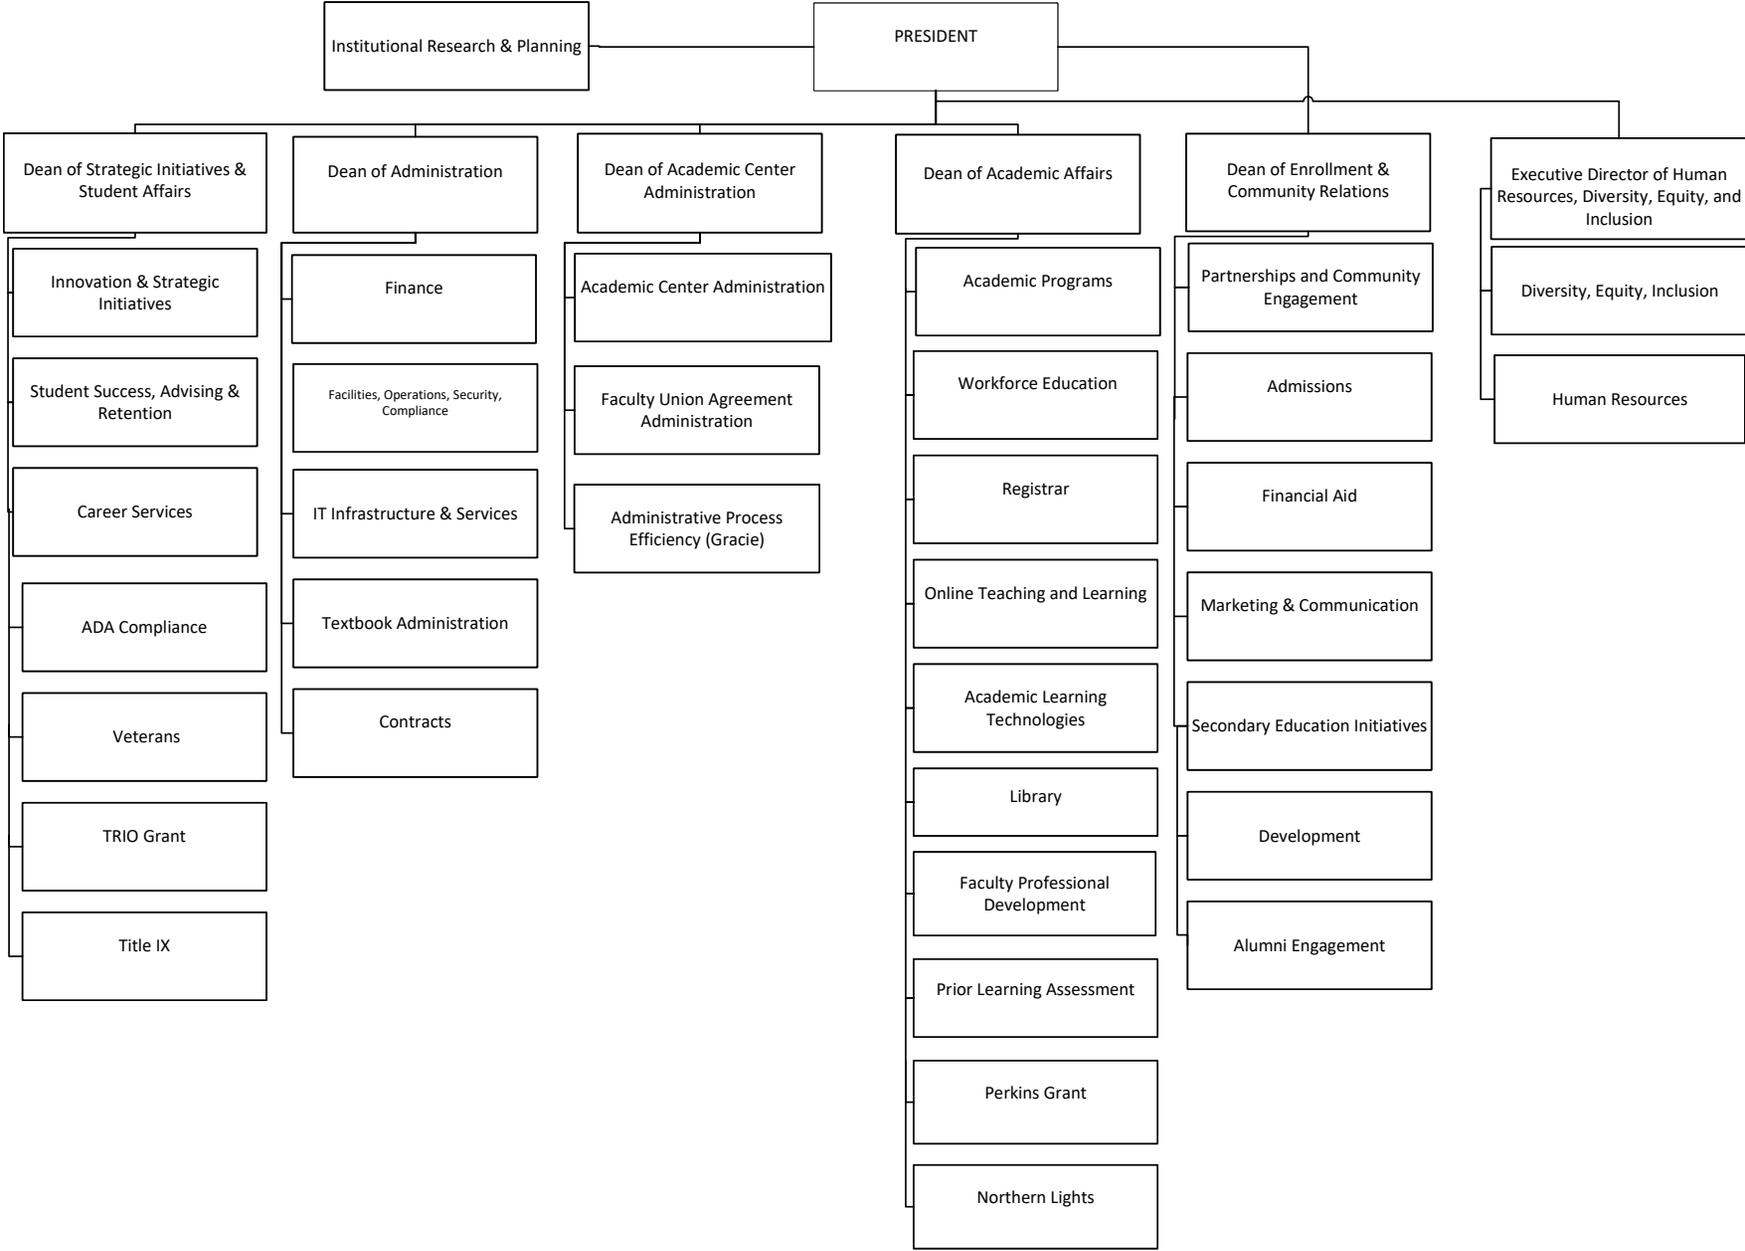 Institutional Research & Planning
PRESIDENT
Dean of Strategic Initiatives &
Student Affairs
Innovation & Strategic
Initiatives
Student Success, Advising &
Retention
Career Services
ADA Compliance
Veterans
TRIO Grant
Title IX
Dean of Administration
Finance
Facilities, Operations, Security,
Compliance
IT Infrastructure & Services
Textbook Administration
Contracts
Dean of Academic Center
Administration
Academic Center Administration
Faculty Union Agreement
Administration
Administrative Process
Efficiency (Gracie)
Dean of Academic Affairs
Academic Programs
Workforce Education
Registrar
Online Teaching and Learning
Academic Learning
Technologies
Library
Faculty Professional
Development
Prior Learning Assessment
Perkins Grant
Northern Lights
Dean of Enrollment &
Community Relations
Partnerships and Community
Engagement
Admissions
Financial Aid
Marketing & Communication
Secondary Education Initiatives
Development
Alumni Engagement
Executive Director of Human
Resources, Diversity, Equity, and
Inclusion
Diversity, Equity, Inclusion
Human Resources